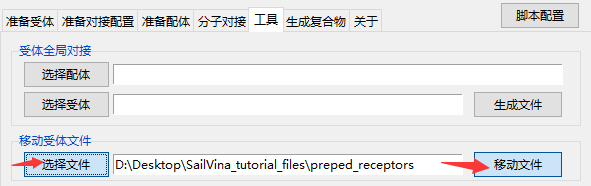 脚本配置
准备受体 准备对接配置 准备配体 分子对接 工具 生成复合物 关于
受体全局对接
选择配体
选择受体 生成文件
移动受体文件
选择文件 D:\Desktop\SailVina_tutorial_files\preped_receptors 移动文件